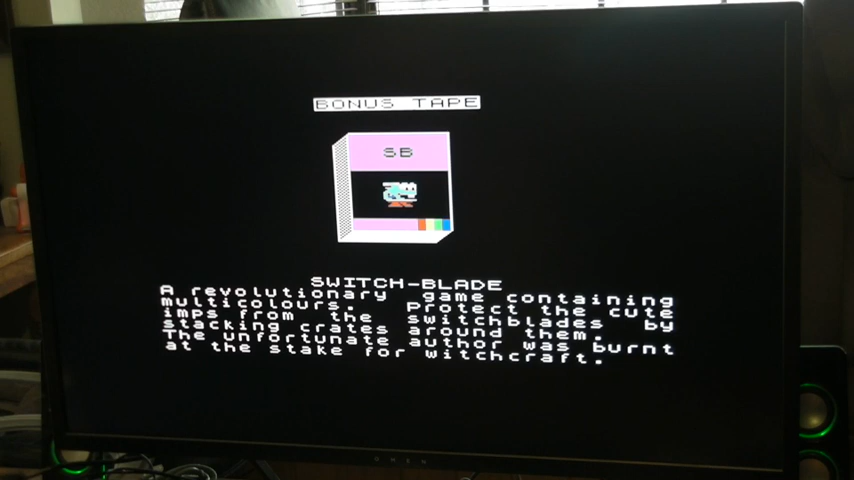 BONUS TAPE
SB
SWITCH-BLADE
A revolutionary game containing
multicolours. Protect the cute
imps from the switchblades by
stacking crates around them.
The unfortunate author was burnt
at the stake for witchcraft.
OMEN